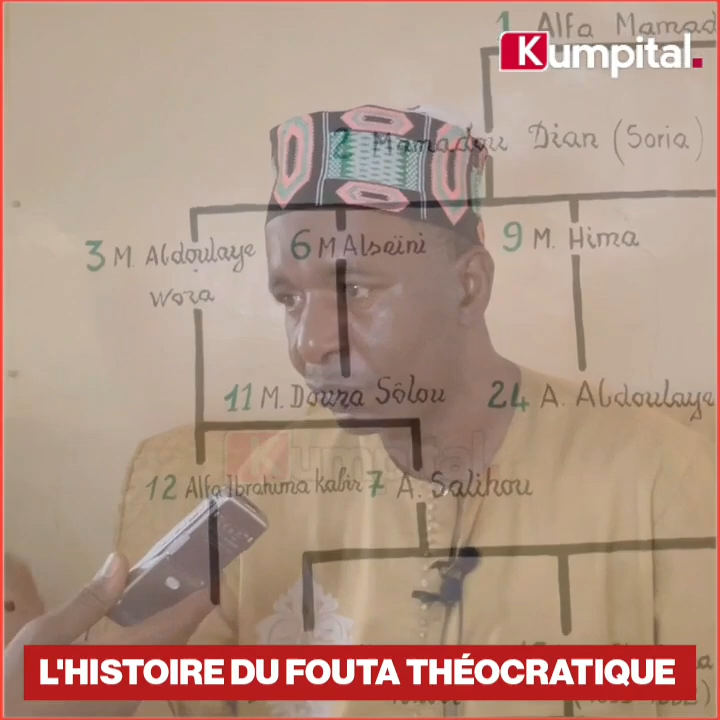 1 Alfa Mamad
Kumpital.
2 Mamadou Dian (Soria)
3 M. Abdoulaye
Wora
6 M Alseïni
9 M. Hima
11 M. Doura Sôlou
24 A. Abdoulaye
Kumpital.
12 Alfa Ibrahima Kabir
7 A. Salihou
L'HISTOIRE DU FOUTA THÉOCRATIQUE